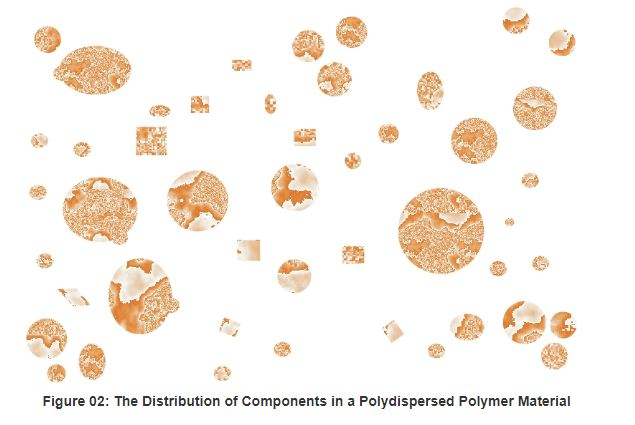 Figure 02: The Distribution of Components in a Polydispersed Polymer Material